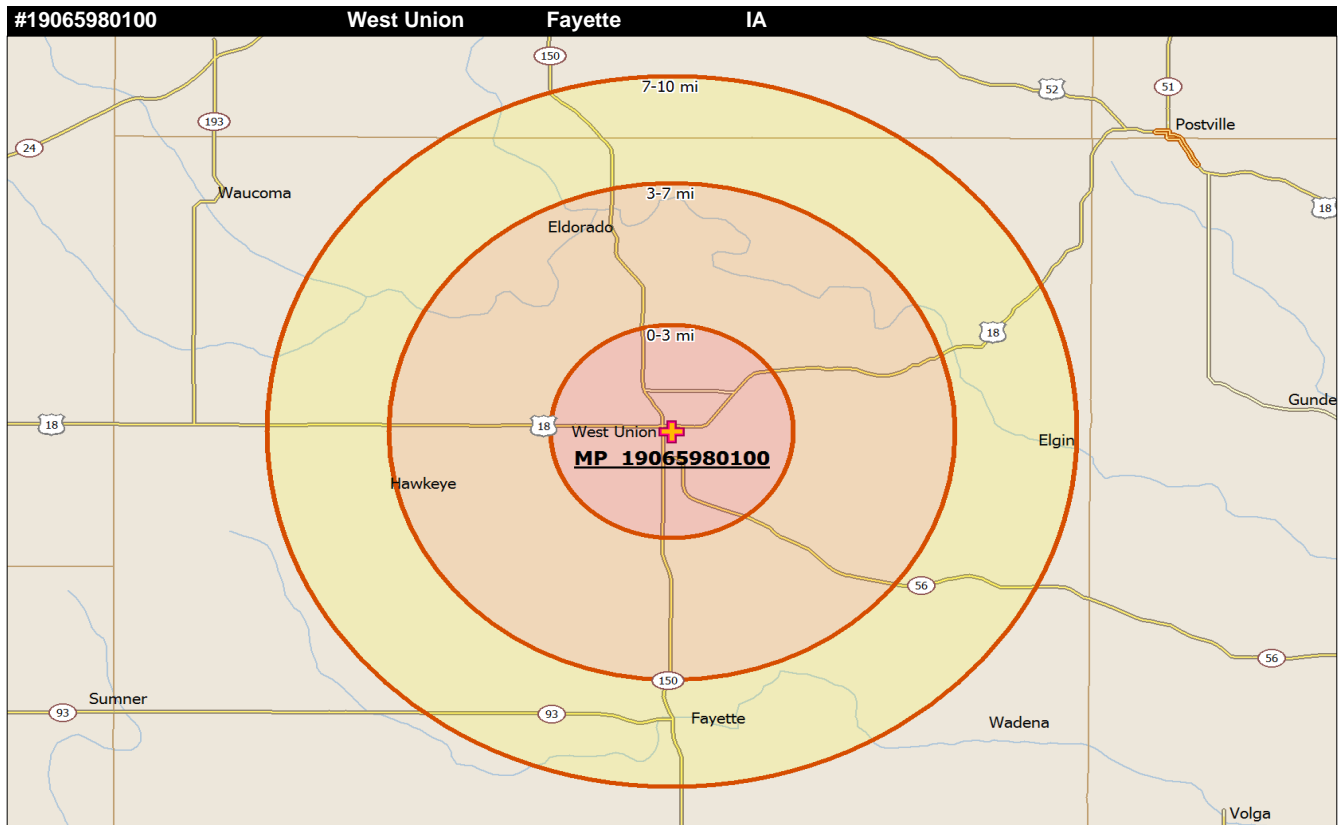 #19065980100 West Union Fayette IA
150
7-10 mi
52
51
Postville
193
24
Waucoma
3-7 mi
18
Eldorado
0-3 mi
18
Gunde
18
18
West Union
Elgin
MP 19065980100
Hawkeye
56
56
150
Sumner
93
93
Fayette
Wadena
Volga